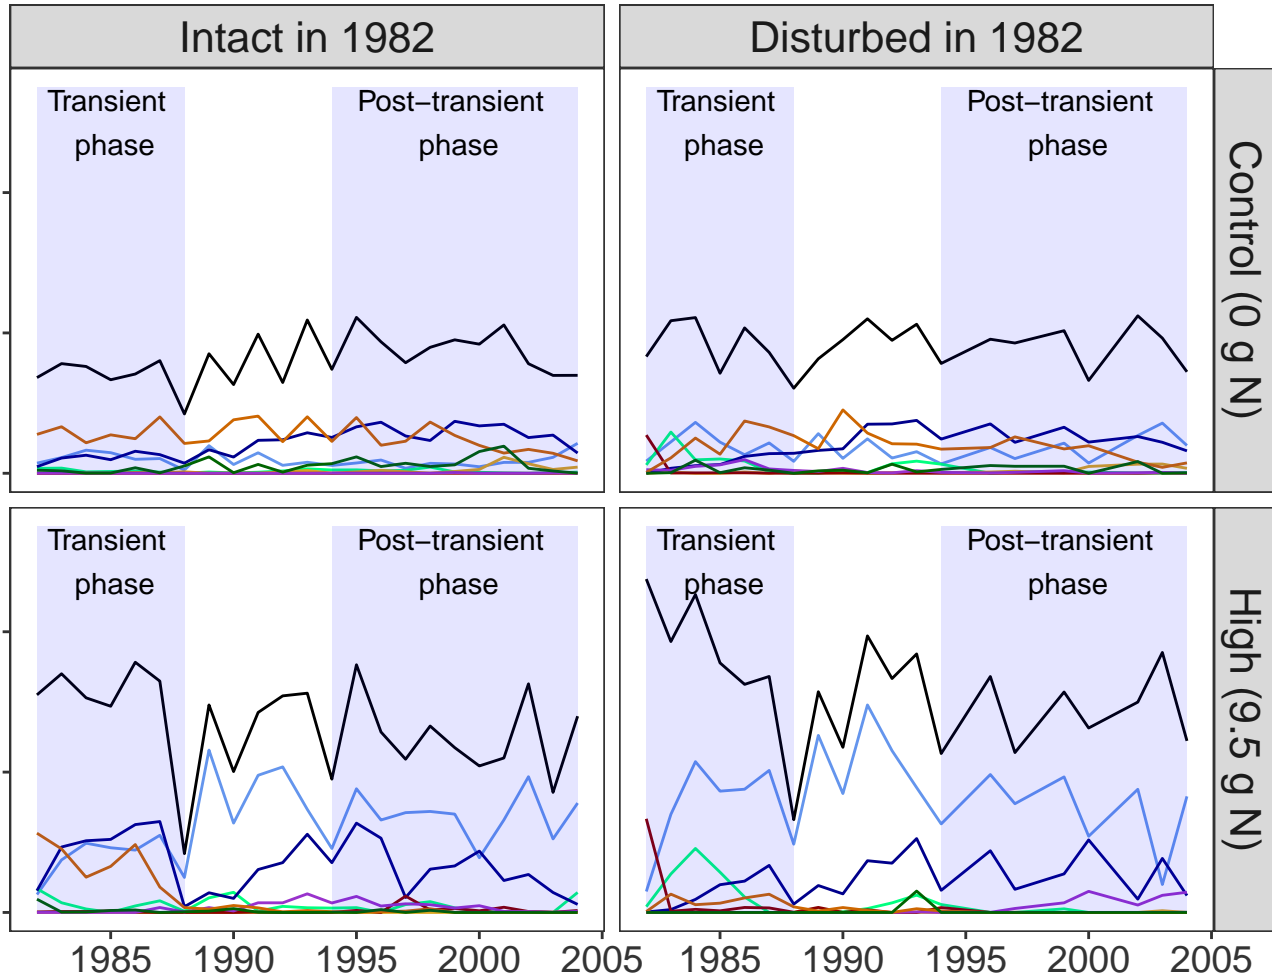 Intact in 1982
Disturbed in 1982
Transient
phase
Post−transient
phase
Transient
phase
Post−transient
phase
Control (0 g N)
Transient
phase
Post−transient
phase
Transient
phase
Post−transient
phase
High (9.5 g N)
1985 1990 1995 2000 2005
1985 1990 1995 2000 2005